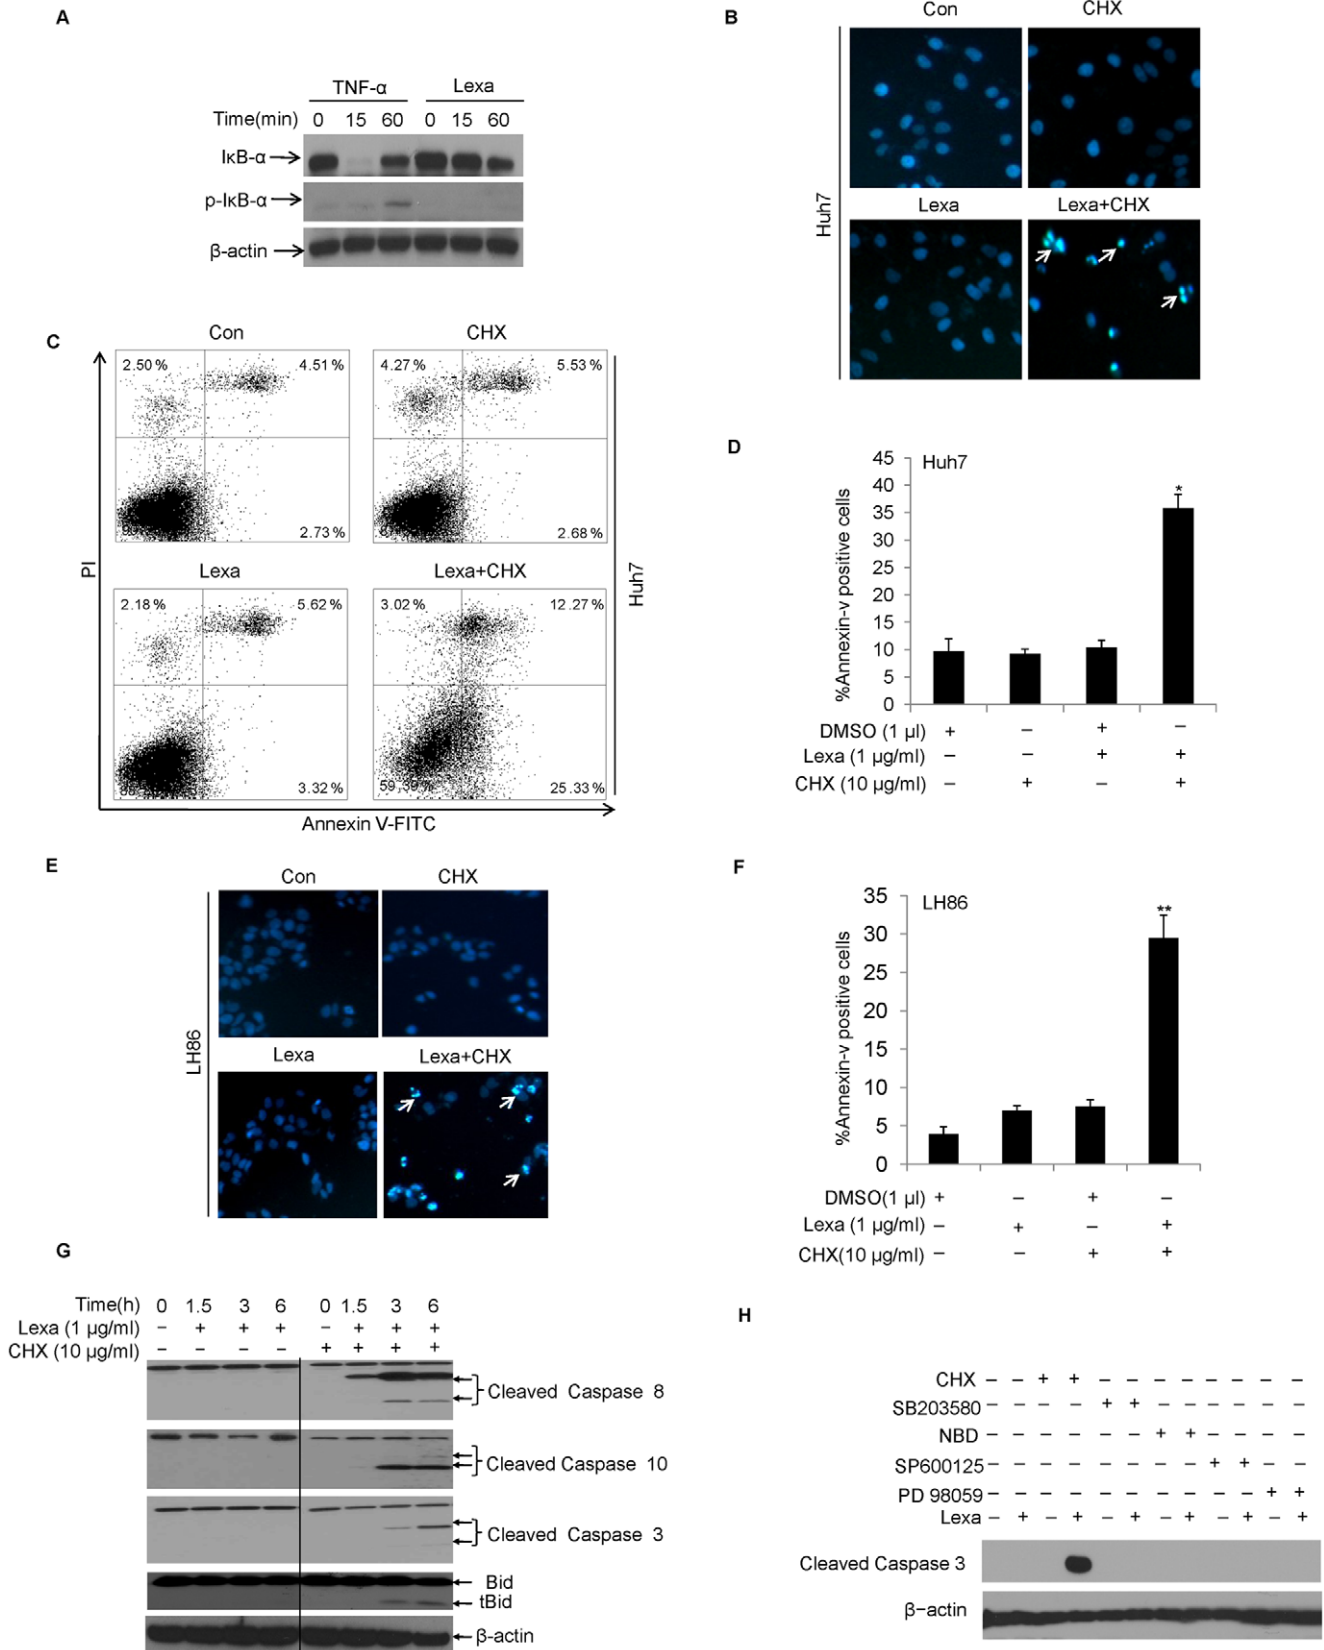 A
TNF-α Lexa
Time(min) 0 15 60 0 15 60
IκB-α
p-IκB-α
β-actin
B
Con CHX
Lexa Lexa+CHX
Huh7
C
Con CHX
2.50 % 4.51 % 4.27 % 5.53 %
2.73 % 2.68 %
Lexa Lexa+CHX
2.18 % 5.62 % 3.02 % 12.27 %
3.32 % 59.39 % 25.33 %
PI
Huh7
Annexin V-FITC
D
Huh7
%Annexin-v positive cells
45
40
35
30
25
20
15
10
5
0
*
DMSO (1 µl) + − + −
Lexa (1 µg/ml) − − + +
CHX (10 µg/ml) − + − +
E
Con CHX
Lexa Lexa+CHX
LH86
F
LH86
%Annexin-v positive cells
35
30
25
20
15
10
5
0
**
DMSO(1 µl) + − + −
Lexa (1 µg/ml) − + − +
CHX(10 µg/ml) − − + +
G
Time(h) 0 1.5 3 6 0 1.5 3 6
Lexa (1 µg/ml) − + + + − + + +
CHX (10 µg/ml) − − − − + + + +
Cleaved Caspase 8
Cleaved Caspase 10
Cleaved Caspase 3
Bid
tBid
β-actin
H
CHX − − + + − − − − − − − −
SB203580 − − − − + + − − − − − −
NBD − − − − − − + + − − − −
SP600125 − − − − − − − − + + − −
PD 98059 − − − − − − − − − − + +
Lexa − + − + − + − + − + − +
Cleaved Caspase 3
β−actin